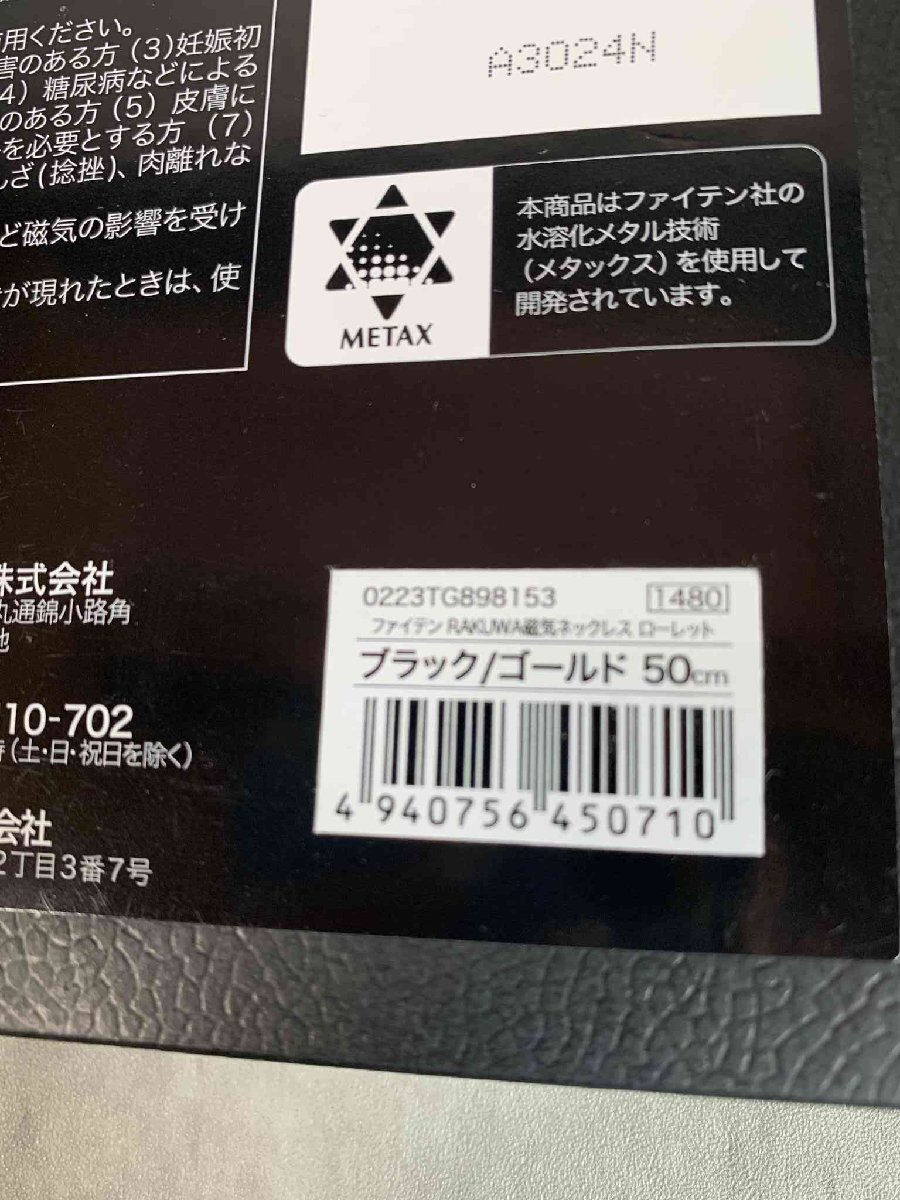 用ください。
害のある方 (3)妊娠初
4) 糖尿病などによる
のある方 (5) 皮膚に
を必要とする方 (7)
ざ(捻挫)、肉離れな
ど磁気の影響を受け
が現れたときは、使
A3024N
METAX
本商品はファイテン社の
水溶化メタル技術
(メタックス)を使用して
開発されています。
株式会社
丸通錦小路角
地
10-702
時(土・日・祝日を除く)
会社
2丁目3番7号
0223TG898153 1480
ファイテン RAKUWA磁気ネックレス ローレット
ブラック/ゴールド 50cm
4 940756 450710